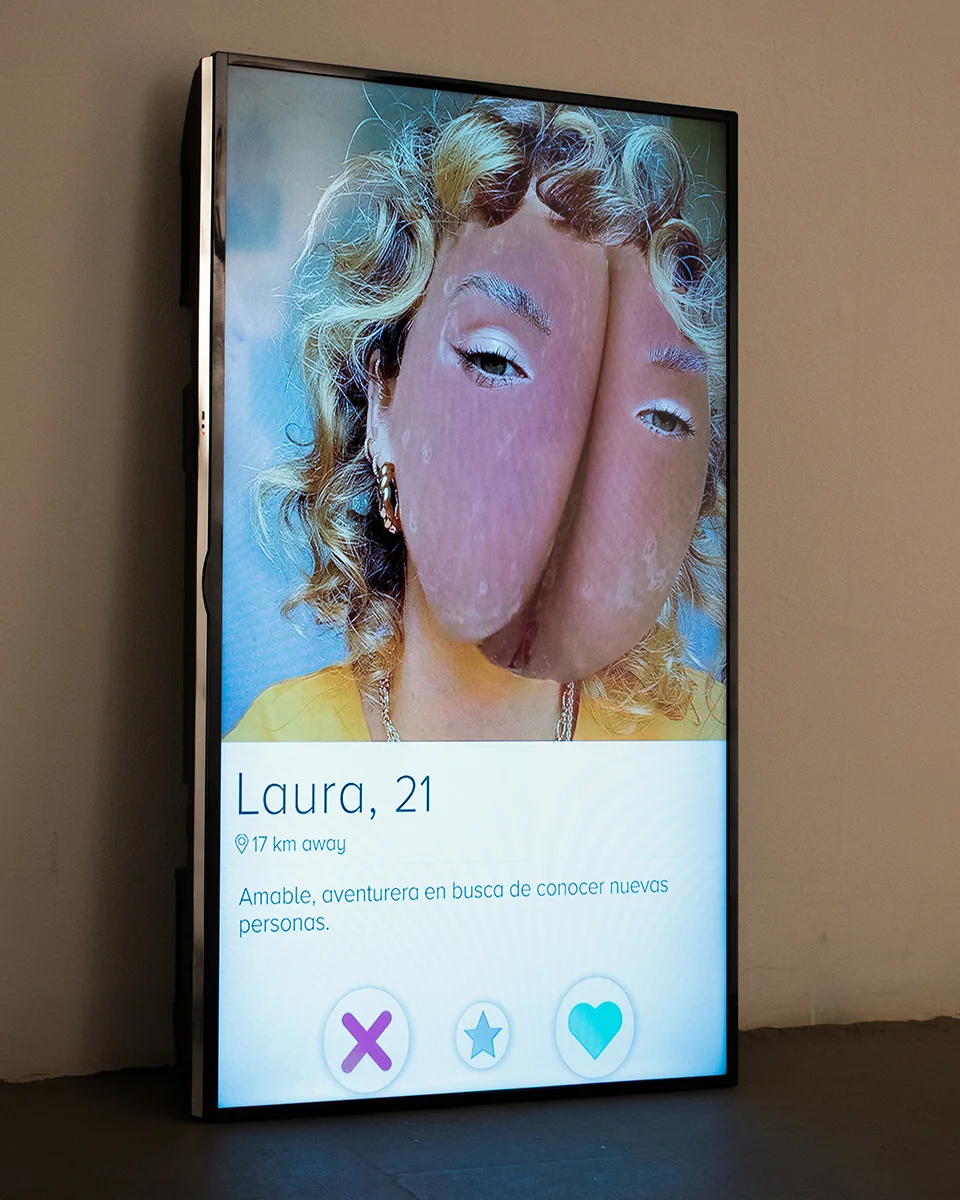 Laura, 21
17 km away
Amable, aventurera en busca de conocer nuevas
personas.